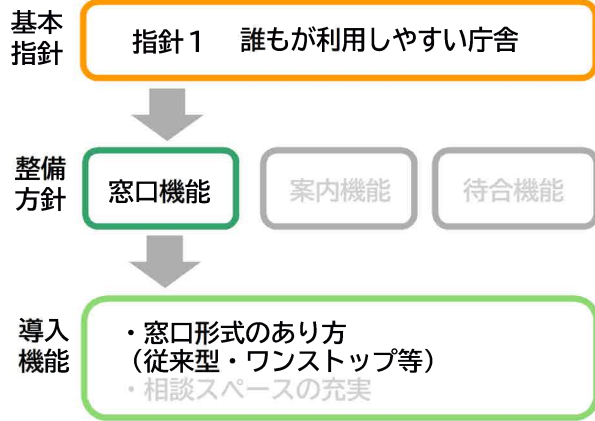 基本
指針
指針1 誰もが利用しやすい庁舎
整備
方針
窓口機能
案内機能
待合機能
導入
機能
・窓口形式のあり方
（従来型・ワンストップ等）
・相談スペースの充実